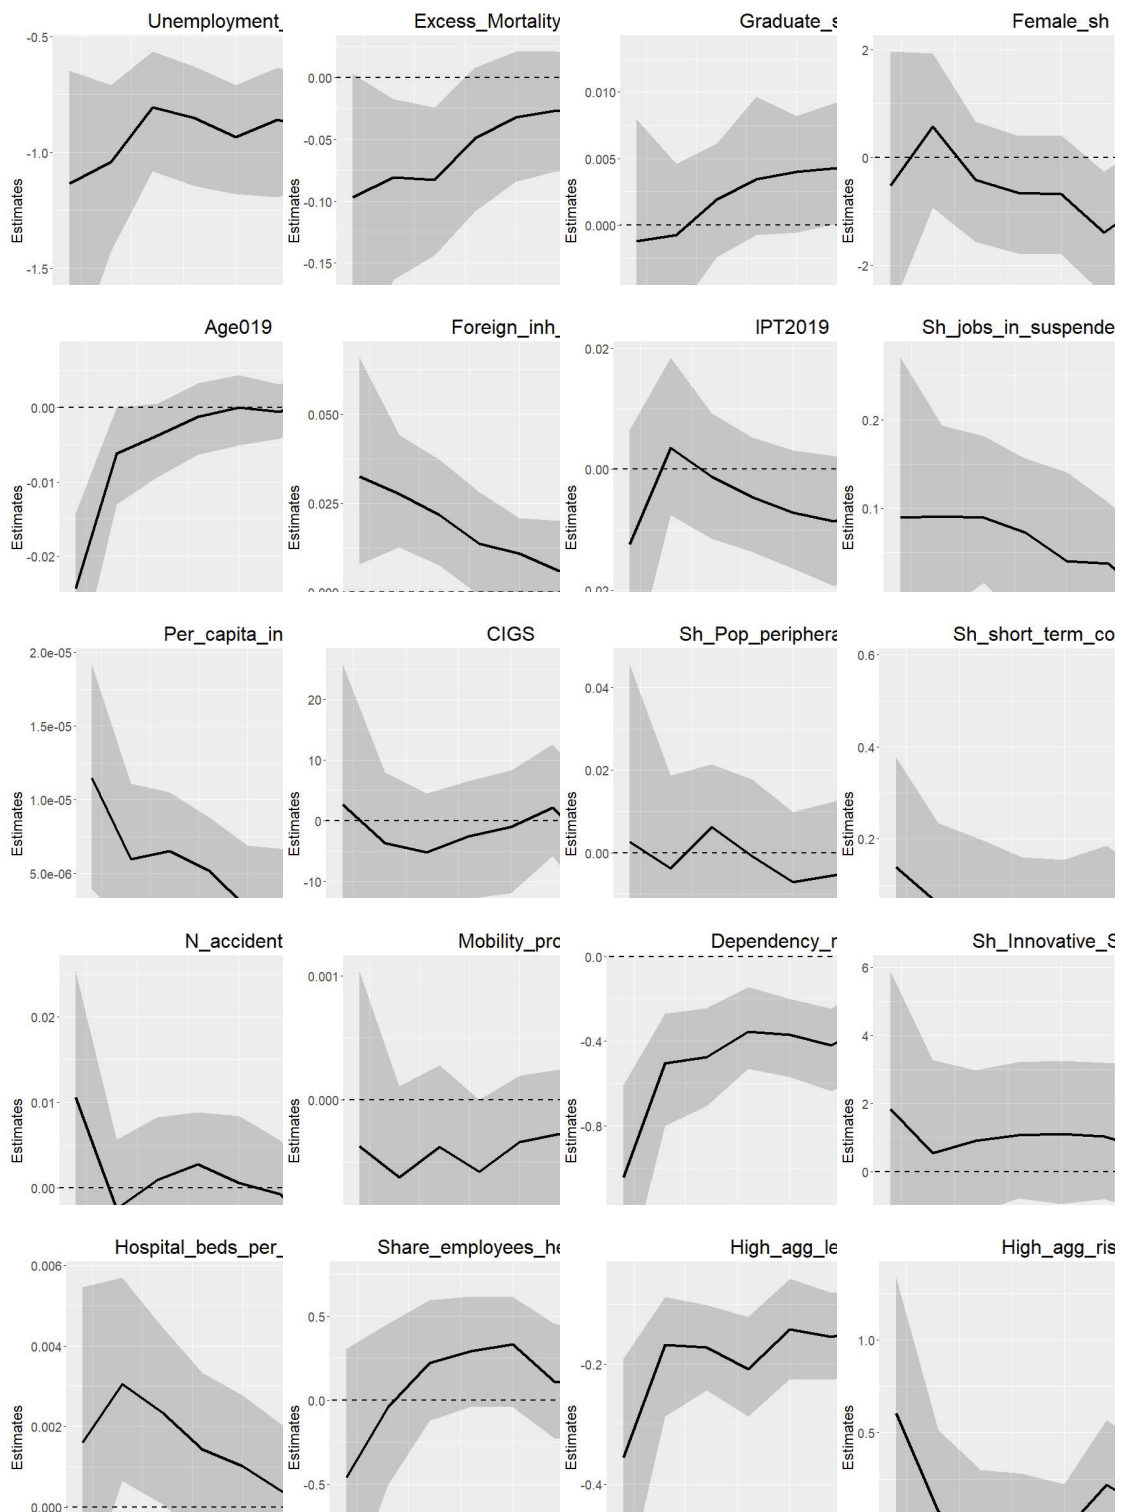 Unemployment_ Excess_Mortality Graduate_s Female_sh
-0.5 0.00 0.010 2
-1.0 -0.05 0.005 0
-1.5 -0.10 0.000 -2
-0.15
Estimates Estimates Estimates Estimates
Age019 Foreign_inh_ IPT2019 Sh_jobs_in_suspende
0.00 0.050 0.02 0.2
-0.01 0.025 0.00 0.1
-0.02 0.000 0.02
Estimates Estimates Estimates Estimates
Per_capita_in CIGS Sh_Pop_periphera Sh_short_term_co
2.0e-05 20 0.04 0.6
1.5e-05 10 0.02 0.4
1.0e-05 0 0.00 0.2
5.0e-06 -10
Estimates Estimates Estimates Estimates
N_accident Mobility_pro Dependency_r Sh_Innovative_S
0.02 0.001 0.0 6
0.01 0.000 -0.4 4
0.00 -0.8 2
0
Estimates Estimates Estimates Estimates
Hospital_beds_per_ Share_employees_he High_agg_le High_agg_ris
0.006 0.5 -0.2 1.0
0.004 0.0 -0.4 0.5
0.002 -0.5
0.000
Estimates Estimates Estimates Estimates